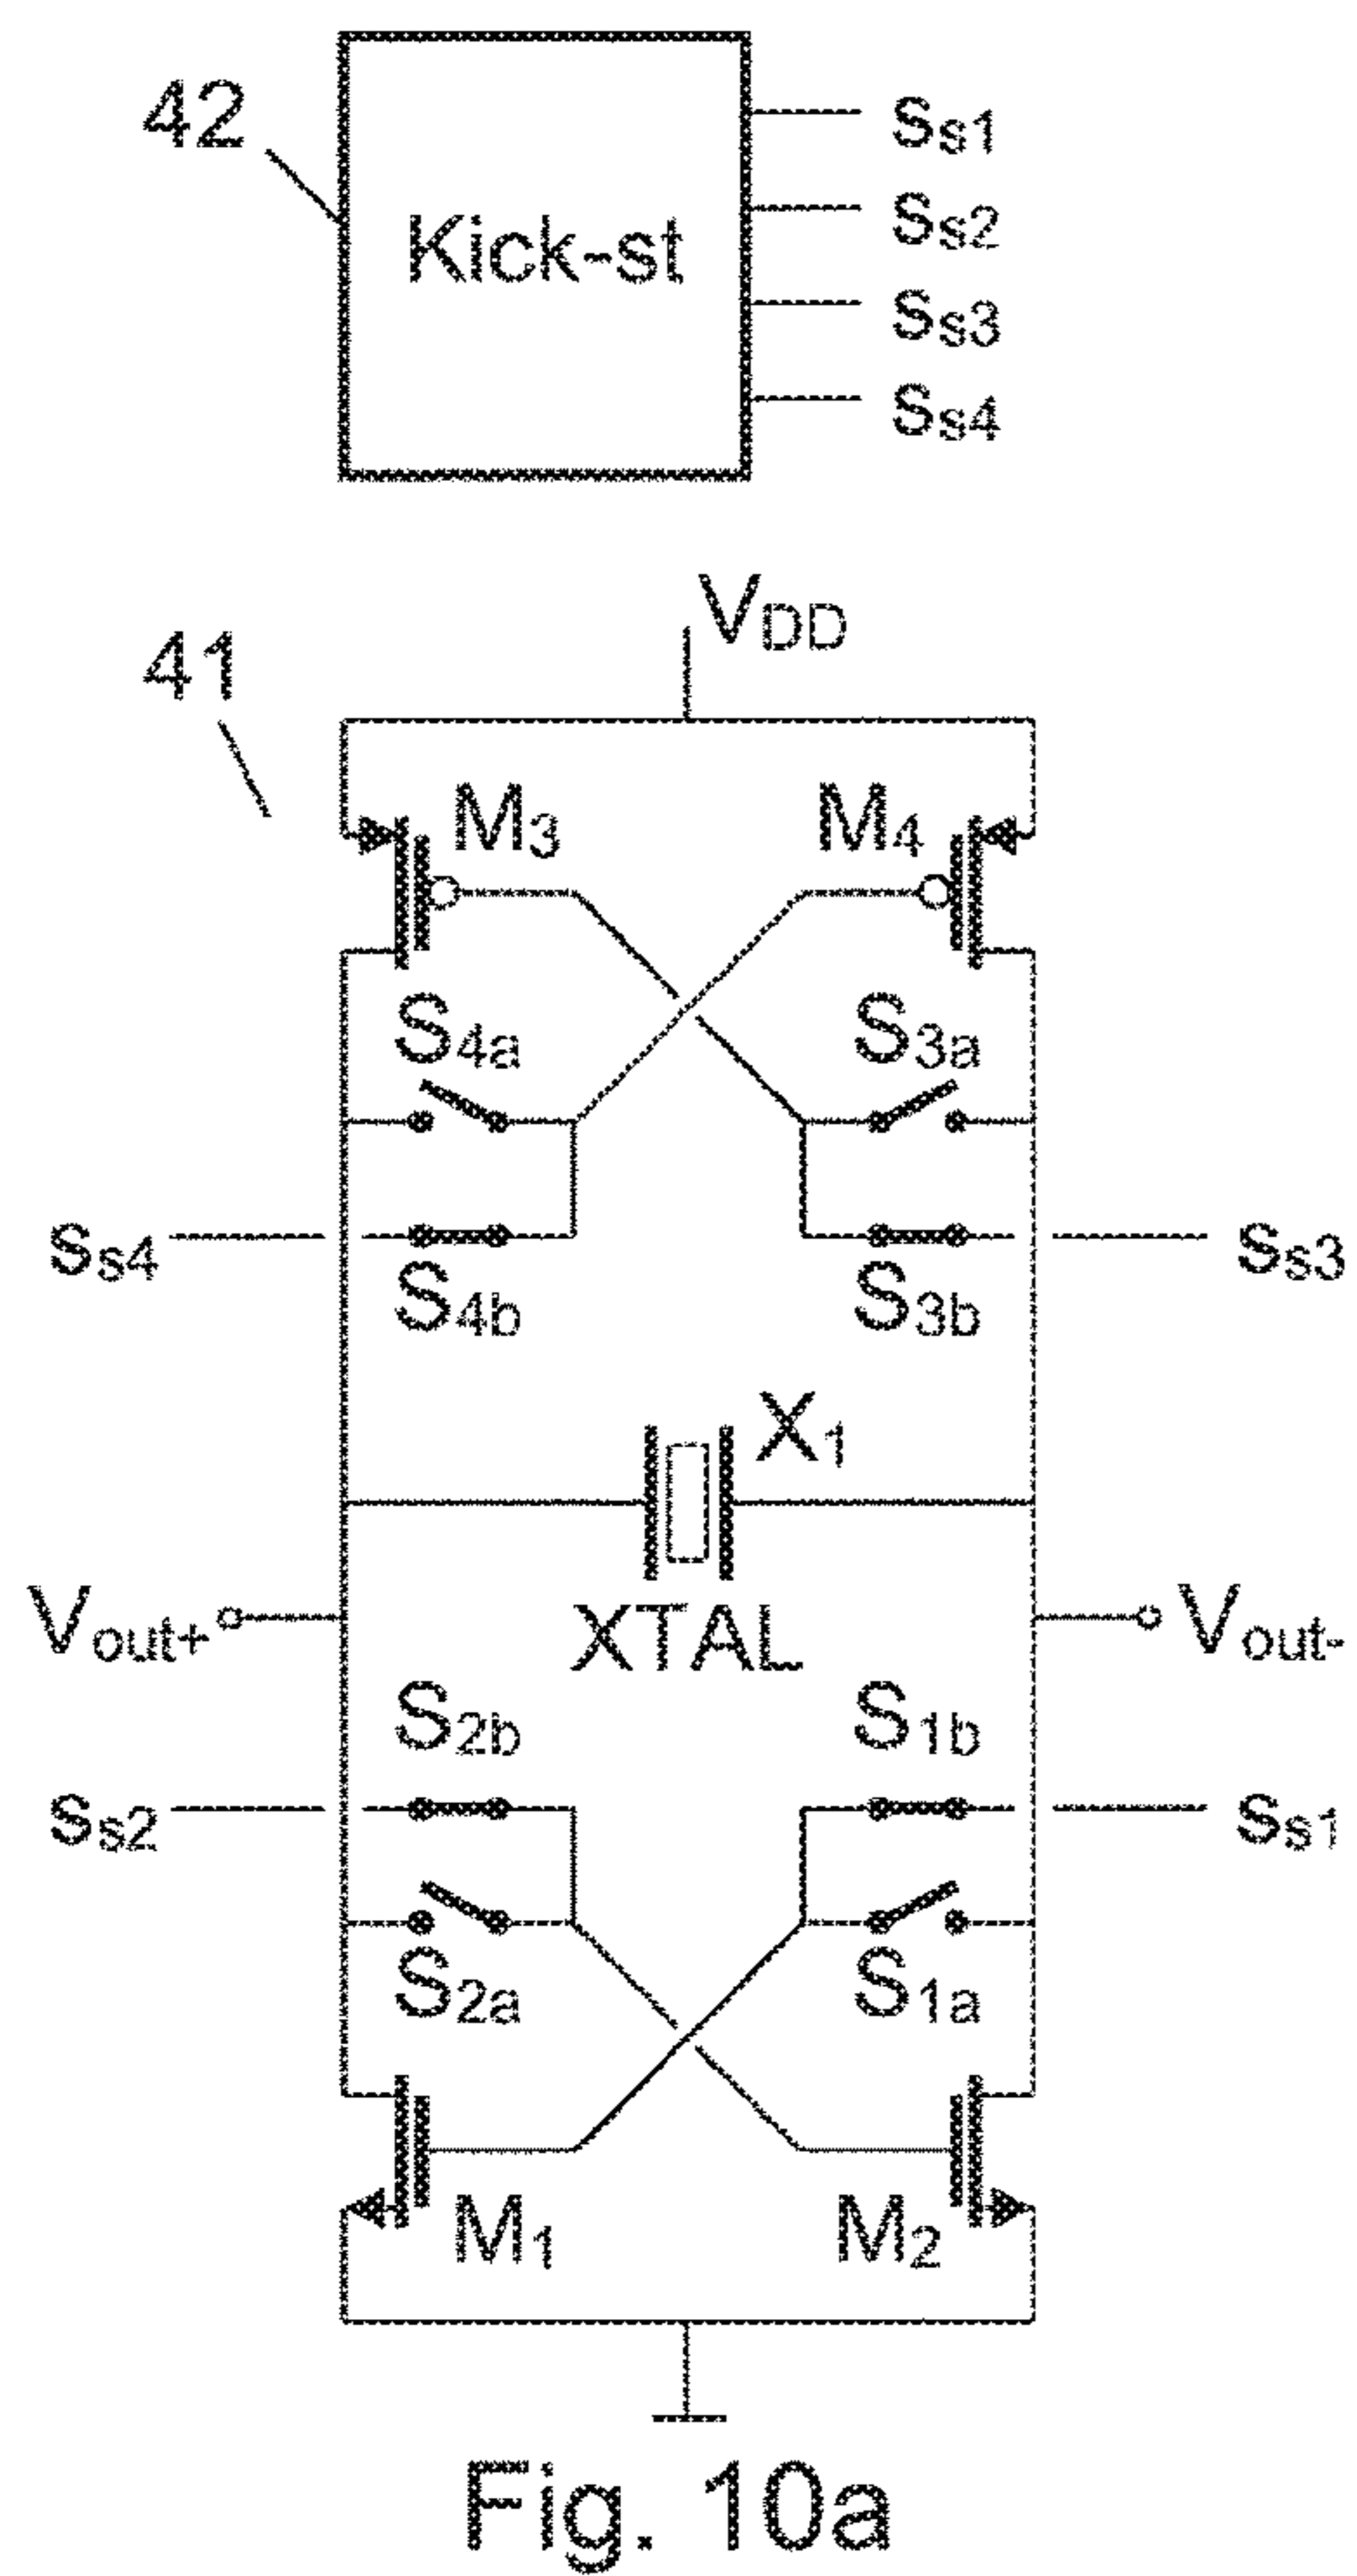 42
Kick-st
Ss1
Ss2
Ss3
Ss4
VDD
41
M3 M4
S4a S3a
Ss4 Ss3
S4b S3b
X1
Vout+ XTAL Vout-
S2b S1b
Ss2 Ss1
S2a S1a
M1 M2
Fig. 10a